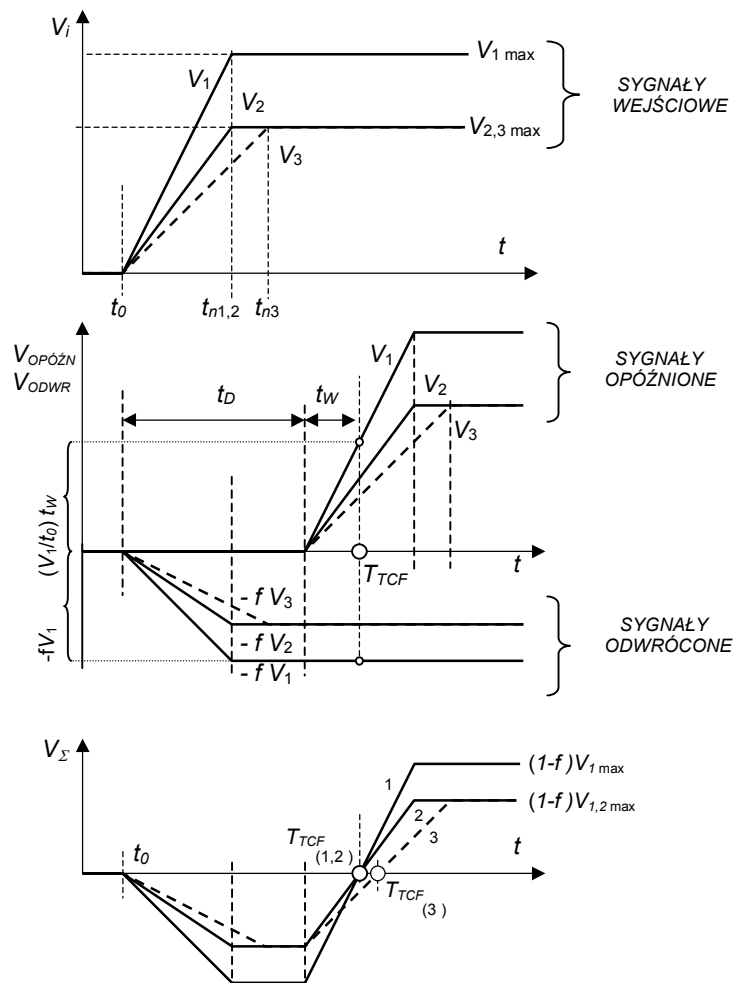 Vi
V1
V1 max
SYGNAŁY
WEJŚCIOWE
V2
V2,3 max
V3
t
t0
tn1,2
tn3
VOPÓŹN
VODWR
V1
SYGNAŁY
OPÓŹNIONE
tD
tW
V2
V3
(V1/t0) tW
TTCF
t
-fV1
- f V3
- f V2
- f V1
SYGNAŁY
ODWRÓCONE
VΣ
1
(1-f)V1 max
2
(1-f)V1,2 max
3
TTCF
(1,2)
t0
t
TTCF
(3)